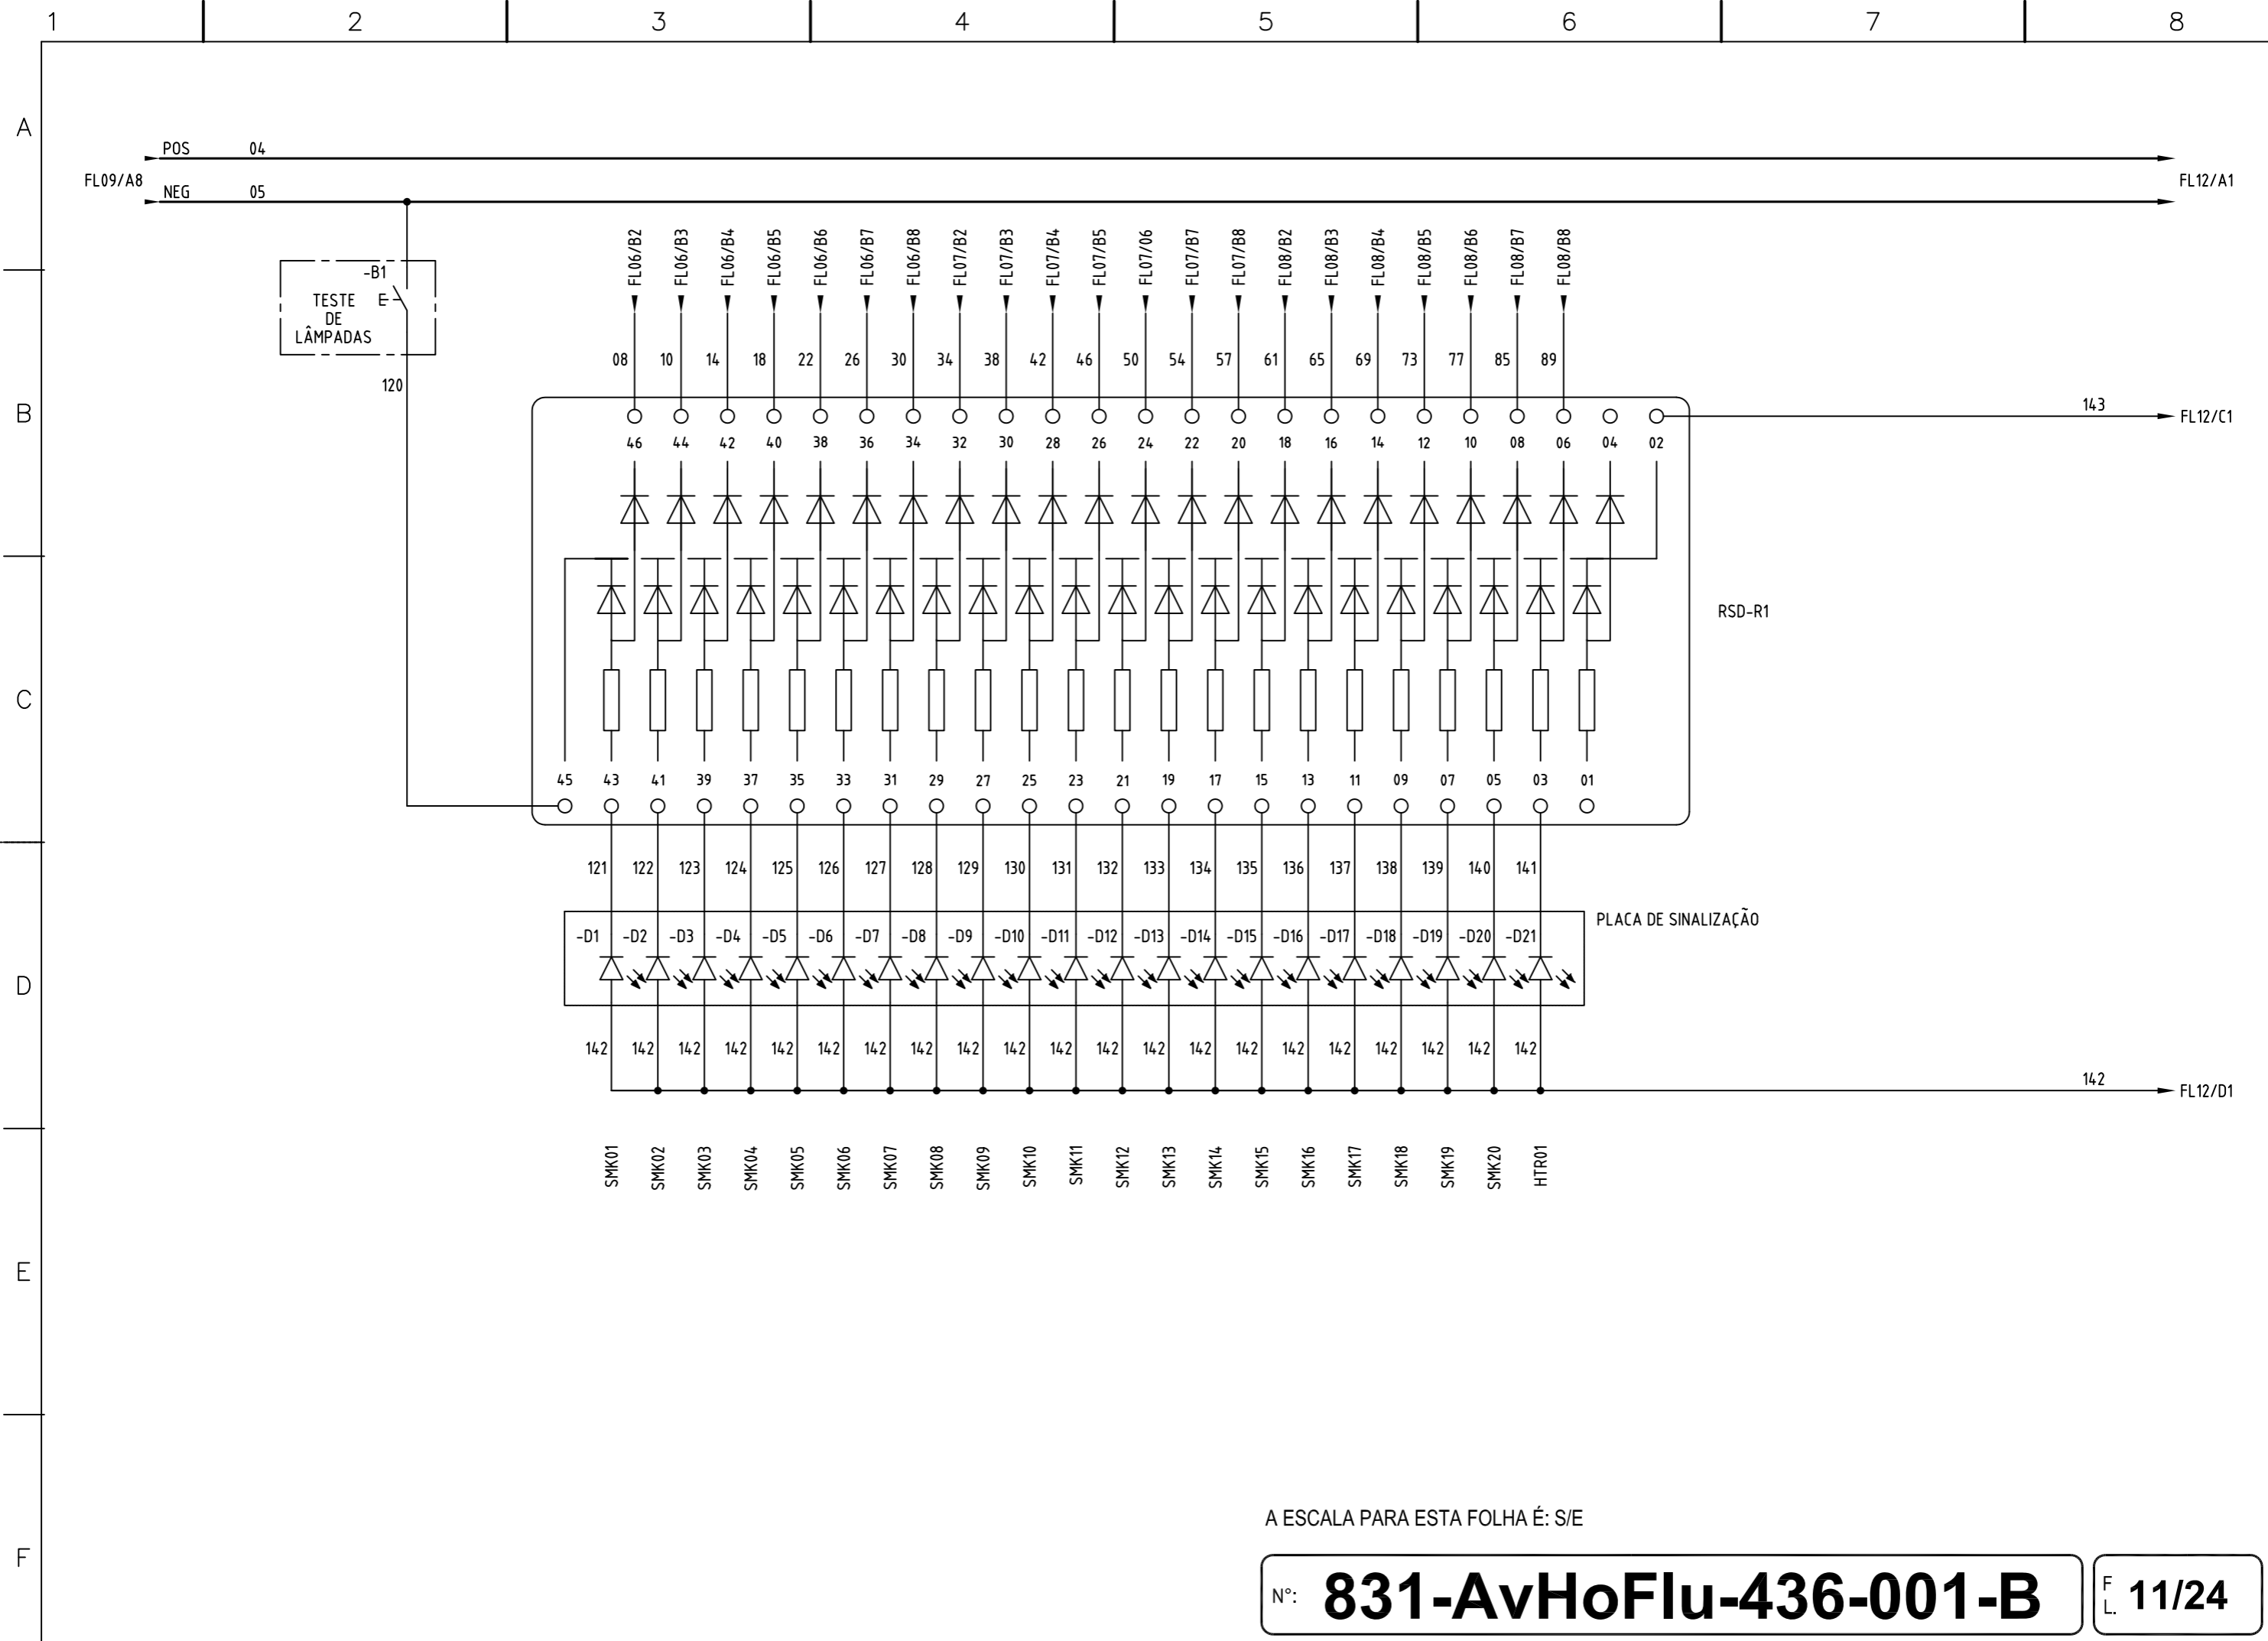 1 2 3 4 5 6 7 8
A
POS 04
FL09/A8 FL12/A1
NEG 05
FL06/B2 FL06/B3 FL06/B4 FL06/B5 FL06/B6 FL06/B7 FL06/B8 FL07/B2 FL07/B3 FL07/B4 FL07/B5 FL07/06 FL07/B7 FL07/B8 FL08/B2 FL08/B3 FL08/B4 FL08/B5 FL08/B6 FL08/B7 FL08/B8
-B1
TESTE E
DE
LÂMPADAS
08 10 14 18 22 26 30 34 38 42 46 50 54 57 61 65 69 73 77 85 89
120
B
143
FL12/C1
46 44 42 40 38 36 34 32 30 28 26 24 22 20 18 16 14 12 10 08 06 04 02
RSD-R1
C
45 43 41 39 37 35 33 31 29 27 25 23 21 19 17 15 13 11 09 07 05 03 01
121 122 123 124 125 126 127 128 129 130 131 132 133 134 135 136 137 138 139 140 141
PLACA DE SINALIZAÇÃO
-D1 -D2 -D3 -D4 -D5 -D6 -D7 -D8 -D9 -D10 -D11 -D12 -D13 -D14 -D15 -D16 -D17 -D18 -D19 -D20 -D21
D
142 142 142 142 142 142 142 142 142 142 142 142 142 142 142 142 142 142 142 142 142
142
FL12/D1
SMK01 SMK02 SMK03 SMK04 SMK05 SMK06 SMK07 SMK08 SMK09 SMK10 SMK11 SMK12 SMK13 SMK14 SMK15 SMK16 SMK17 SMK18 SMK19 SMK20 HTR01
E
A ESCALA PARA ESTA FOLHA É: S/E
F
N°: 831-AvHoFlu-436-001-B
F
L. 11/24